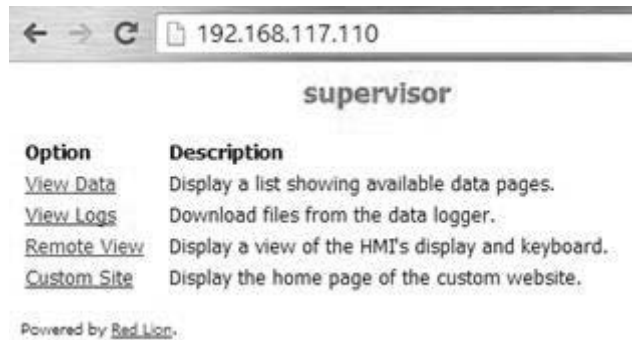 192.168.117.110
supervisor
Option Description
View Data Display a list showing available data pages.
View Logs Download files from the data logger.
Remote View Display a view of the HMI's display and keyboard.
Custom Site Display the home page of the custom website.
Powered by Red Lion.